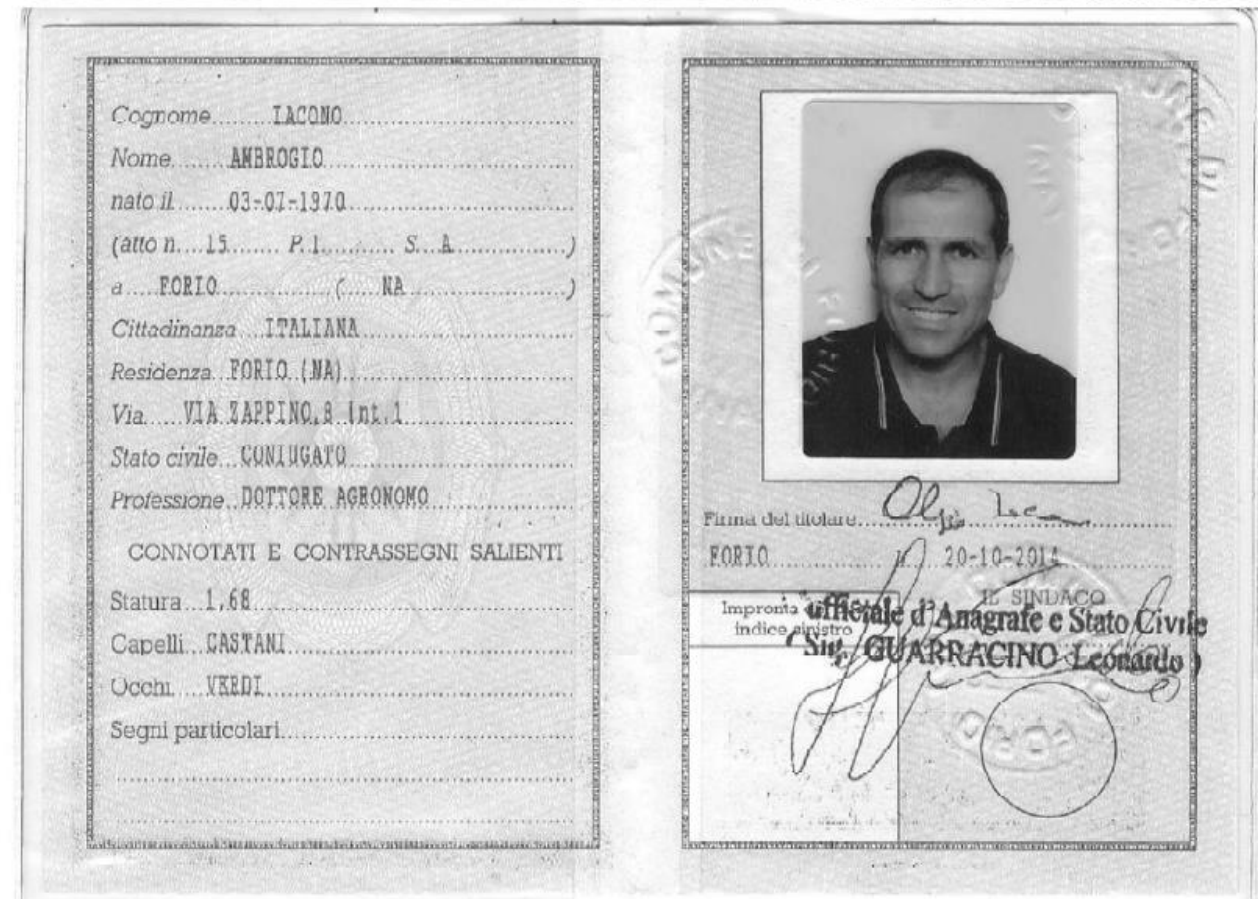 Cognome IACONO
Nome AMBROGIO
nato il 03-07-1970
(atto n. 15 P. 1 S. A )
a FORIO ( NA )
Cittadinanza ITALIANA
Residenza FORIO (NA)
Via VIA ZAPPINO,8 int.1
Stato civile CONIUGATO
Professione DOTTORE AGRONOMO
CONNOTATI E CONTRASSEGNI SALIENTI
Statura 1,68
Capelli CASTANI
Occhi VERDI
Segni particolari
Firma del titolare
FORIO 20-10-2014
IL SINDACO
Impronta
indice sinistro
ufficiale d'Anagrafe e Stato Civile
( Sig. GUARRACINO Leonardo )
COMUNE DI
FORIO